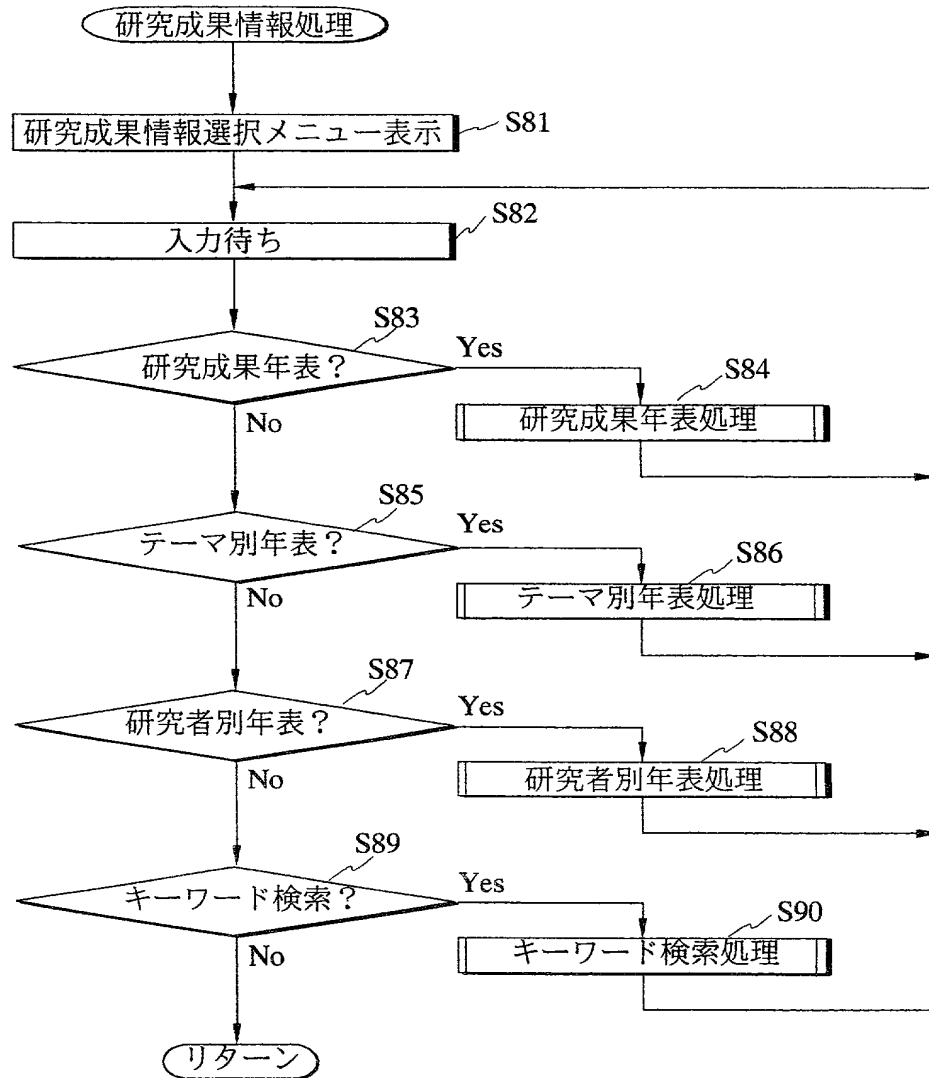 研究成果情報処理
研究成果情報選択メニュー表示
S81
入力待ち
S82
研究成果年表？
S83
Yes
No
研究成果年表処理
S84
テーマ別年表？
S85
Yes
No
テーマ別年表処理
S86
研究者別年表？
S87
Yes
No
研究者別年表処理
S88
キーワード検索？
S89
Yes
No
キーワード検索処理
S90
リターン